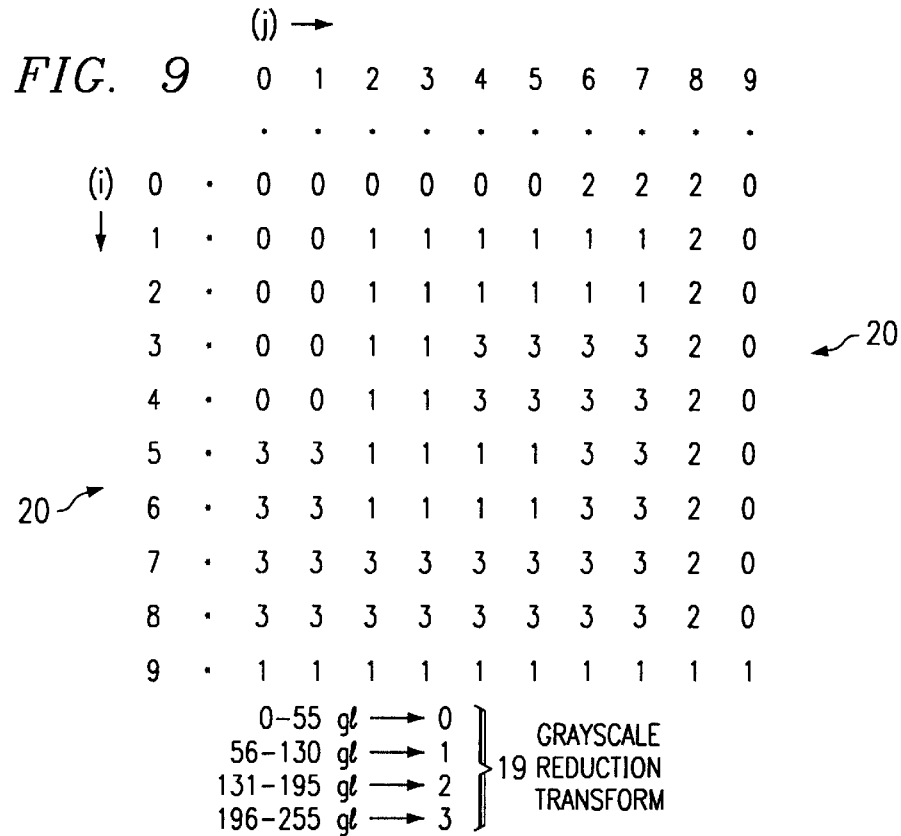 (j) →
FIG. 9 0 1 2 3 4 5 6 7 8 9
. . . . . . . . . .
(i) 0 · 0 0 0 0 0 0 2 2 2 0
1 · 0 0 1 1 1 1 1 1 2 0
2 · 0 0 1 1 1 1 1 1 2 0
3 · 0 0 1 1 3 3 3 3 2 0 20
4 · 0 0 1 1 3 3 3 3 2 0
5 · 3 3 1 1 1 1 3 3 2 0
20 6 · 3 3 1 1 1 1 3 3 2 0
7 · 3 3 3 3 3 3 3 3 2 0
8 · 3 3 3 3 3 3 3 3 2 0
9 · 1 1 1 1 1 1 1 1 1 1
0-55 gℓ → 0
56-130 gℓ → 1
131-195 gℓ → 2
196-255 gℓ → 3
19 GRAYSCALE
REDUCTION
TRANSFORM